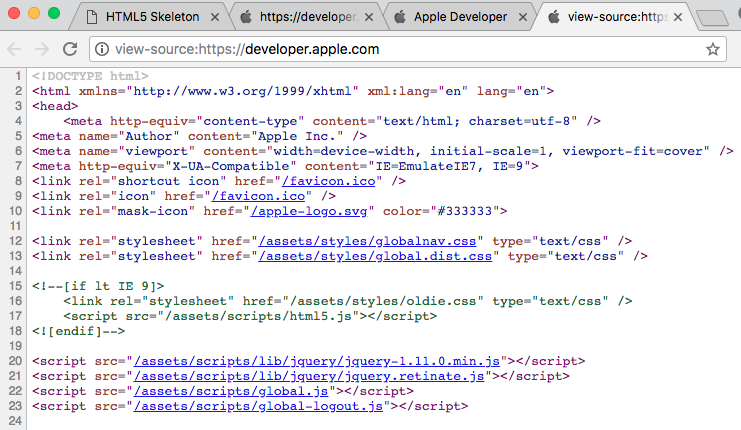 HTML5 Skeleton
https://developer.
Apple Developer
view-source:https
view-source:https://developer.apple.com
1 <!DOCTYPE html>
2 <html xmlns="http://www.w3.org/1999/xhtml" xml:lang="en" lang="en">
3 <head>
4 <meta http-equiv="content-type" content="text/html; charset=utf-8" />
5 <meta name="Author" content="Apple Inc." />
6 <meta name="viewport" content="width=device-width, initial-scale=1, viewport-fit=cover" />
7 <meta http-equiv="X-UA-Compatible" content="IE=EmulateIE7, IE=9">
8 <link rel="shortcut icon" href="/favicon.ico" />
9 <link rel="icon" href="/favicon.ico" />
10 <link rel="mask-icon" href="/apple-logo.svg" color="#333333">
11
12 <link rel="stylesheet" href="/assets/styles/globalnav.css" type="text/css" />
13 <link rel="stylesheet" href="/assets/styles/global.dist.css" type="text/css" />
14
15 <!--[if lt IE 9]>
16 <link rel="stylesheet" href="/assets/styles/oldie.css" type="text/css" />
17 <script src="/assets/scripts/html5.js"></script>
18 <![endif]-->
19
20 <script src="/assets/scripts/lib/jquery/jquery-1.11.0.min.js"></script>
21 <script src="/assets/scripts/lib/jquery/jquery.retinate.js"></script>
22 <script src="/assets/scripts/global.js"></script>
23 <script src="/assets/scripts/global-logout.js"></script>
24